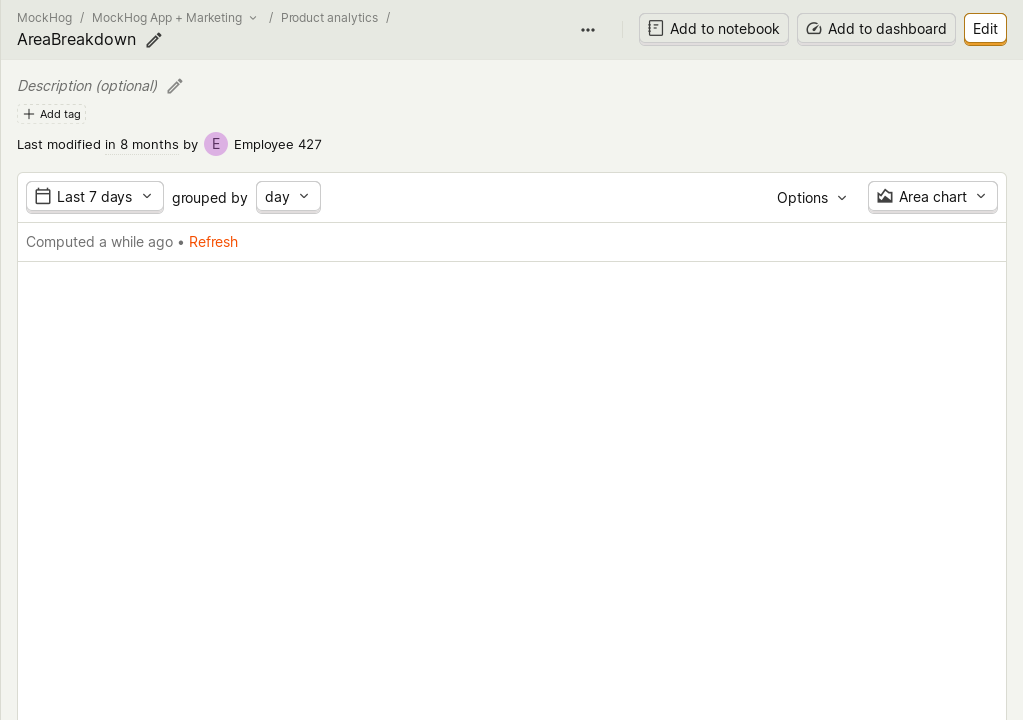 MockHog / MockHog App + Marketing / Product analytics /
AreaBreakdown
Add to notebook
Add to dashboard
Edit
Description (optional)
Add tag
Last modified in 8 months by E Employee 427
Last 7 days grouped by day
Options
Area chart
Computed a while ago • Refresh